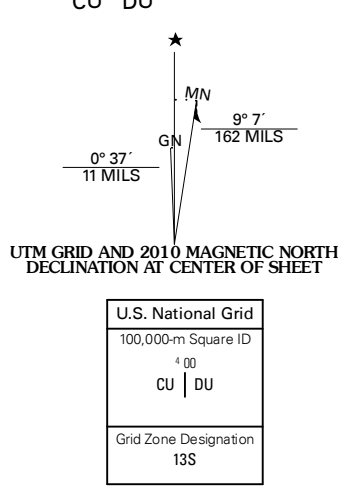 CU DU
★
MN
GN
9° 7´
162 MILS
0° 37´
11 MILS
UTM GRID AND 2010 MAGNETIC NORTH
DECLINATION AT CENTER OF SHEET
U.S. National Grid
100,000-m Square ID
4 00
CU DU
Grid Zone Designation
13S